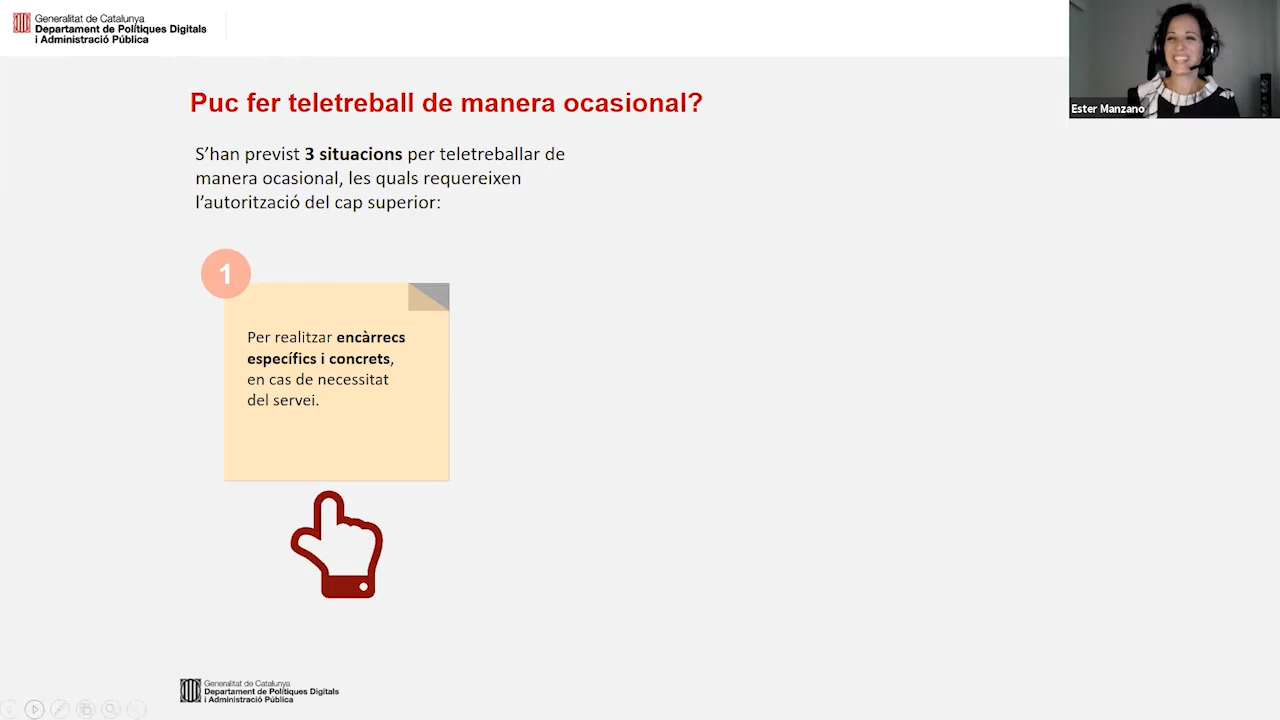 Generalitat de Catalunya
Departament de Polítiques Digitals
i Administració Pública
Ester Manzano
Puc fer teletreball de manera ocasional?
S'han previst 3 situacions per teletreballar de
manera ocasional, les quals requereixen
l'autorització del cap superior:
1
Per realitzar encàrrecs
específics i concrets,
en cas de necessitat
del servei.
Generalitat de Catalunya
Departament de Polítiques Digitals
i Administració Pública